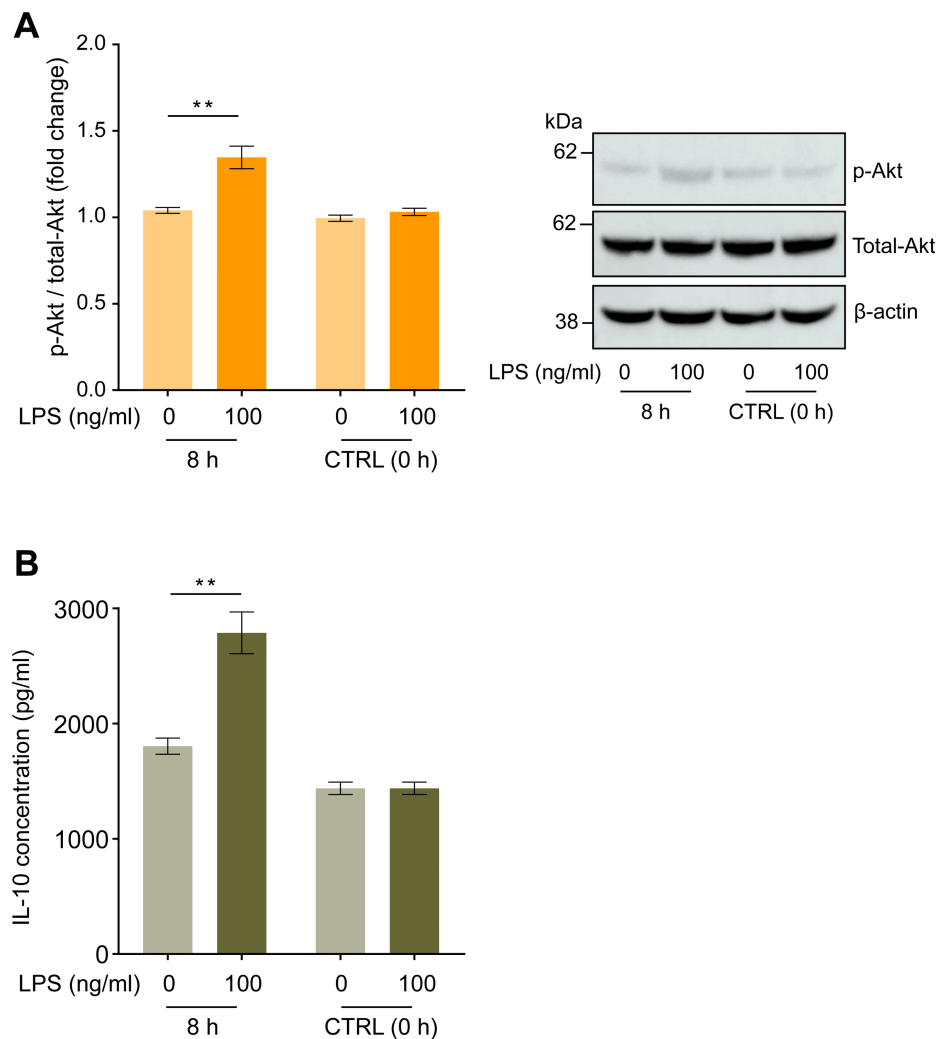 A
p-Akt / total-Akt (fold change)
2.0
1.5
1.0
0.5
0.0
**
LPS (ng/ml) 0 100 0 100
8 h CTRL (0 h)
kDa
62
p-Akt
62
Total-Akt
38
β-actin
LPS (ng/ml) 0 100 0 100
8 h CTRL (0 h)
B
IL-10 concentration (pg/ml)
3000
2000
1000
0
**
LPS (ng/ml) 0 100 0 100
8 h CTRL (0 h)